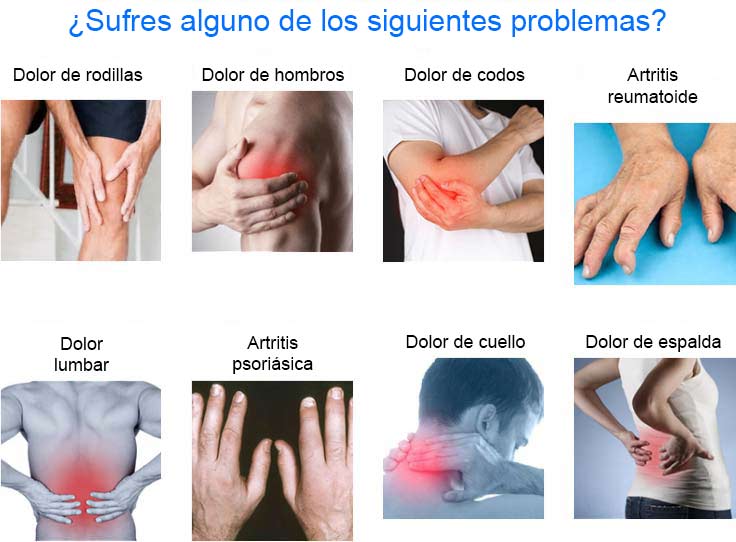 ¿Sufres alguno de los siguientes problemas?
Dolor de rodillas
Dolor de hombros
Dolor de codos
Artritis
reumatoide
Dolor
lumbar
Artritis
psoriásica
Dolor de cuello
Dolor de espalda